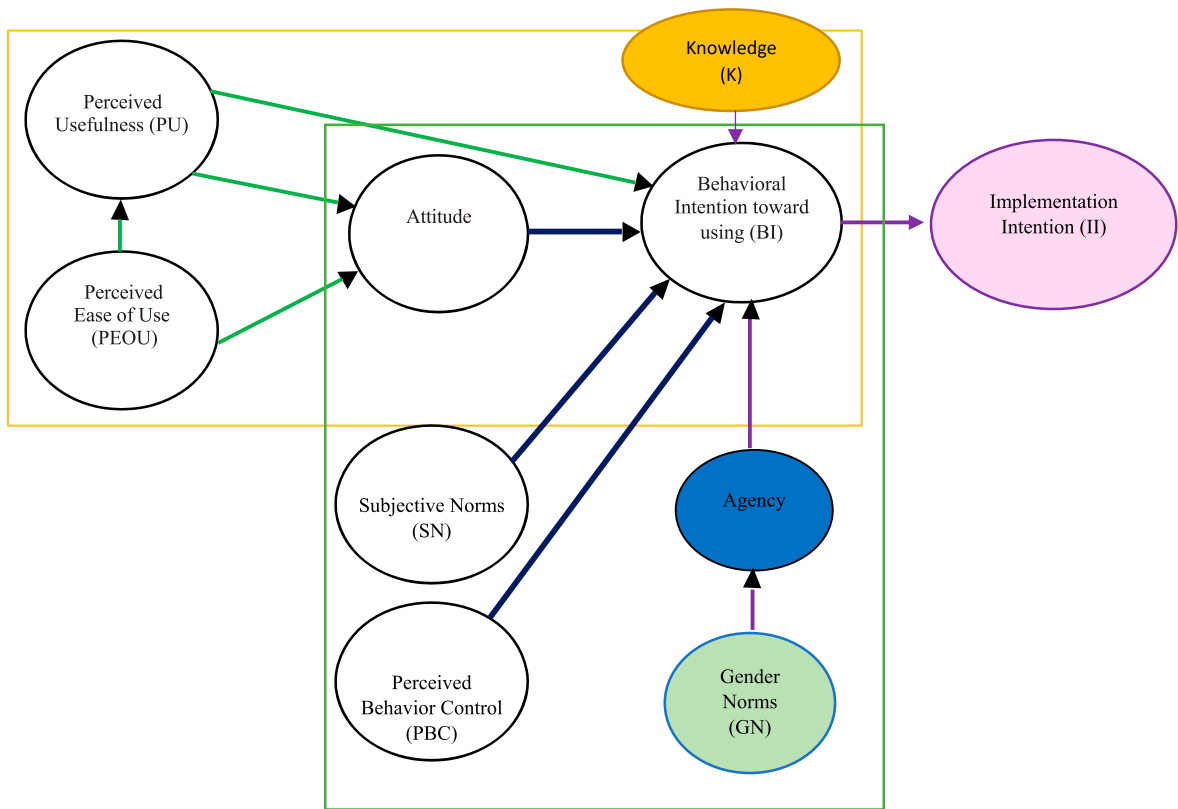 Knowledge
(K)
Perceived
Usefulness (PU)
Attitude
Behavioral
Intention toward
using (BI)
Implementation
Intention (II)
Perceived
Ease of Use
(PEOU)
Subjective Norms
(SN)
Agency
Perceived
Behavior Control
(PBC)
Gender
Norms
(GN)